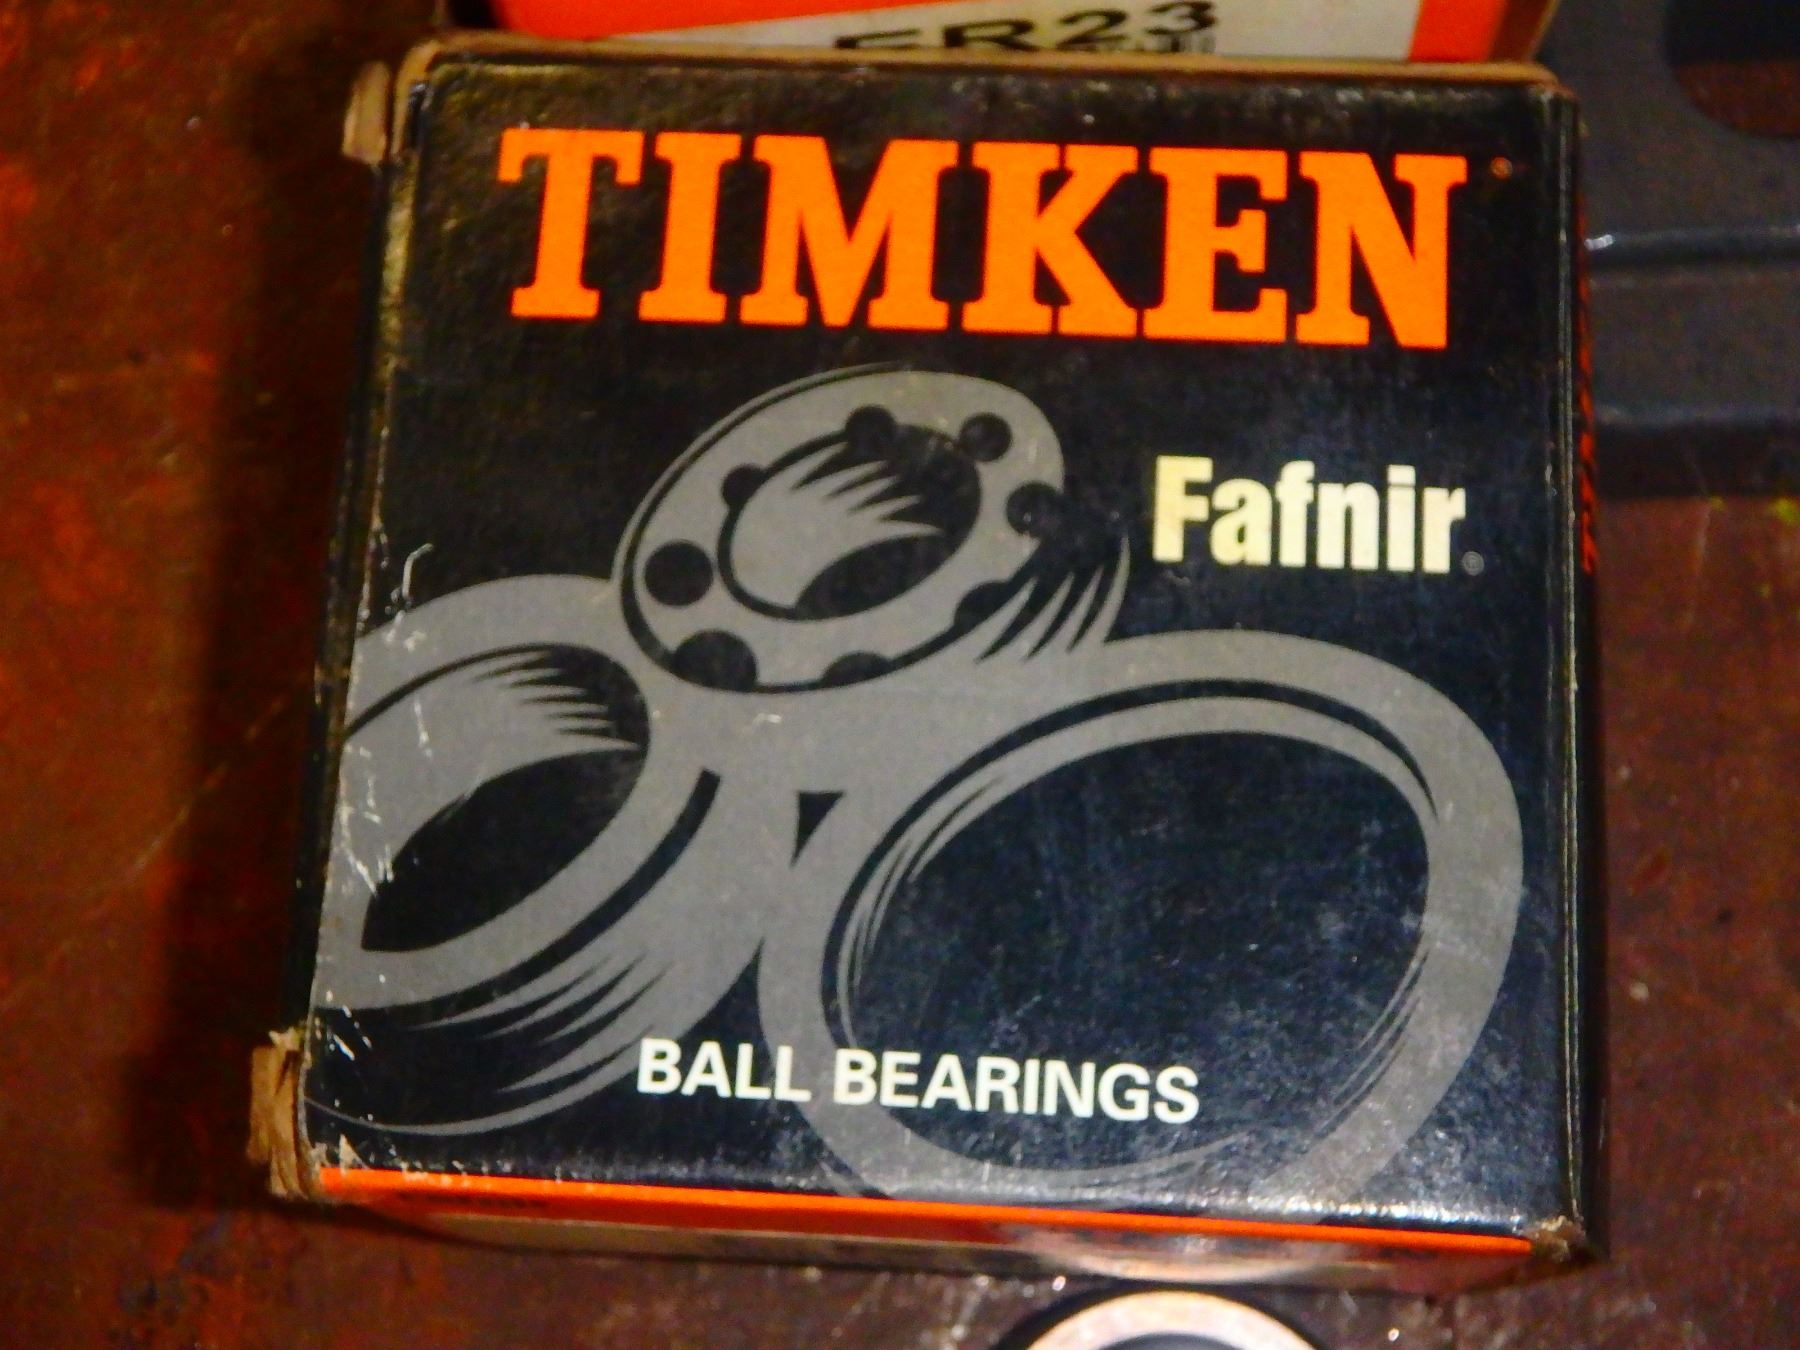 ER23
TIMKEN
Fafnir®
BALL BEARINGS